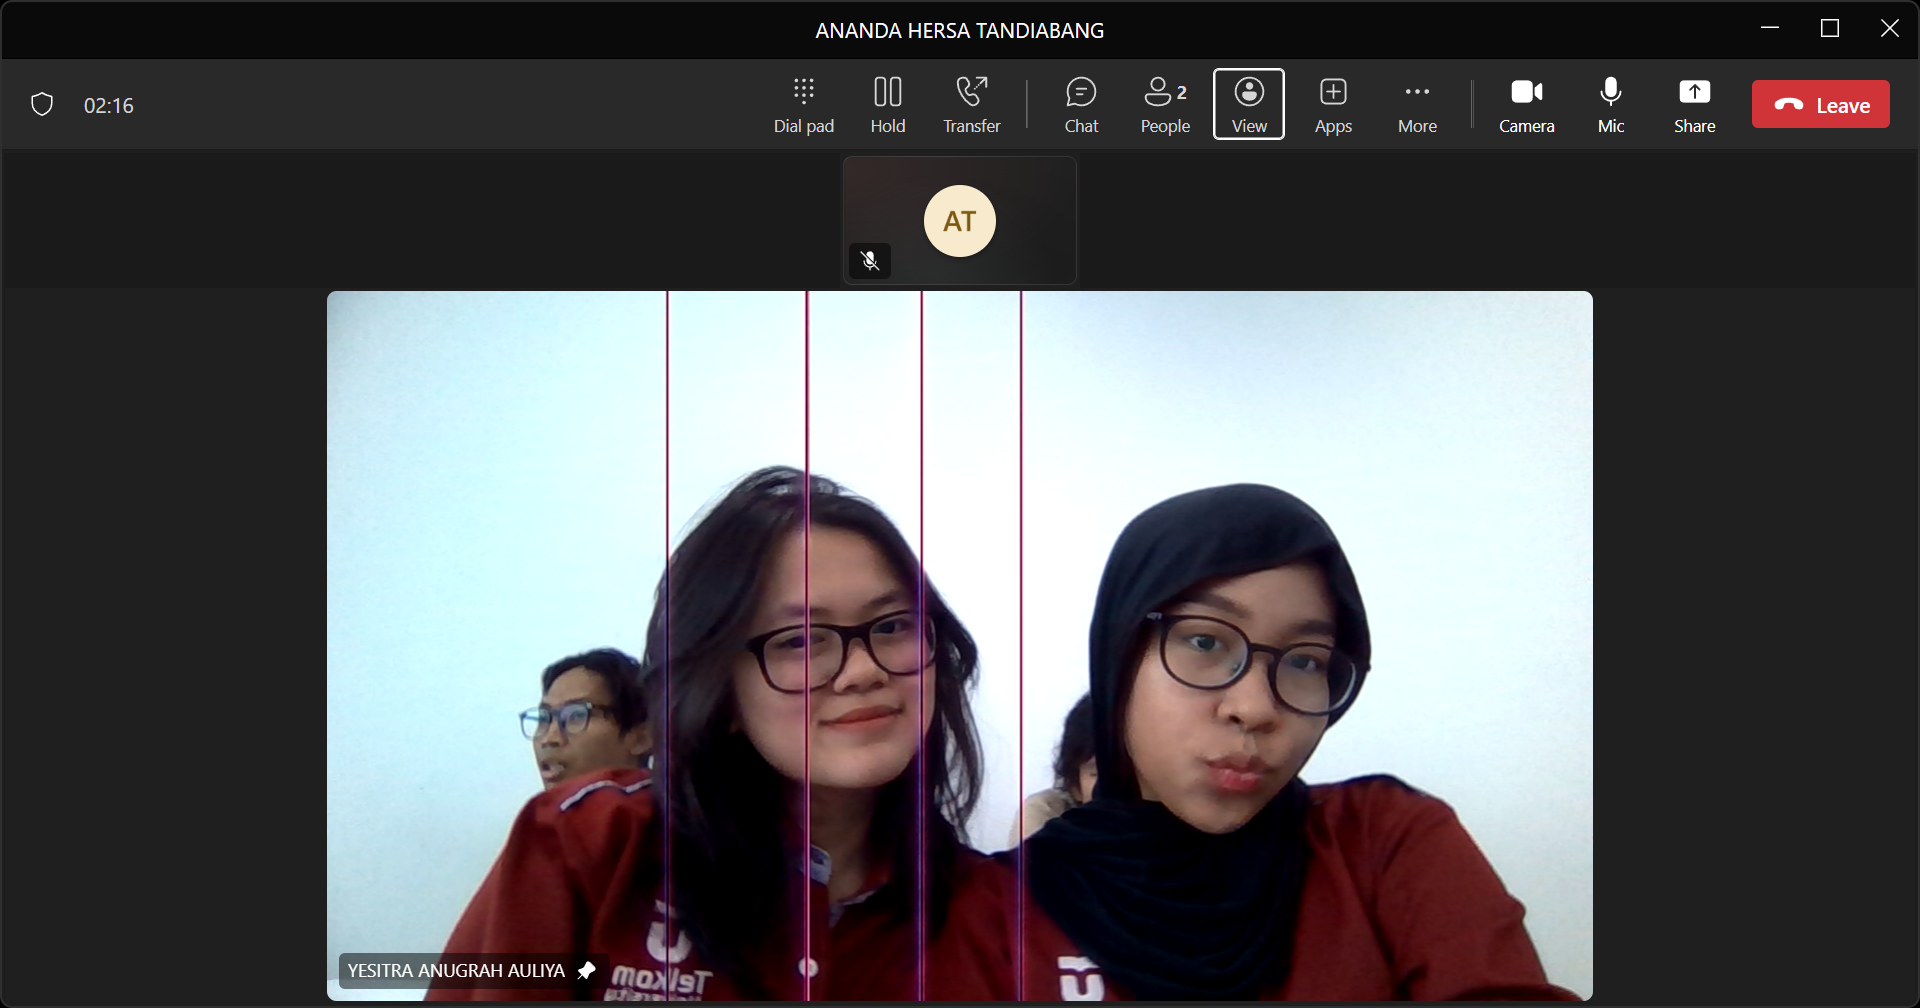 ANANDA HERSA TANDIABANG
02:16
Dial pad
Hold
Transfer
Chat
2
People
View
Apps
More
Camera
Mic
Share
Leave
AT
YESITRA ANUGRAH AULIYA
Telkom